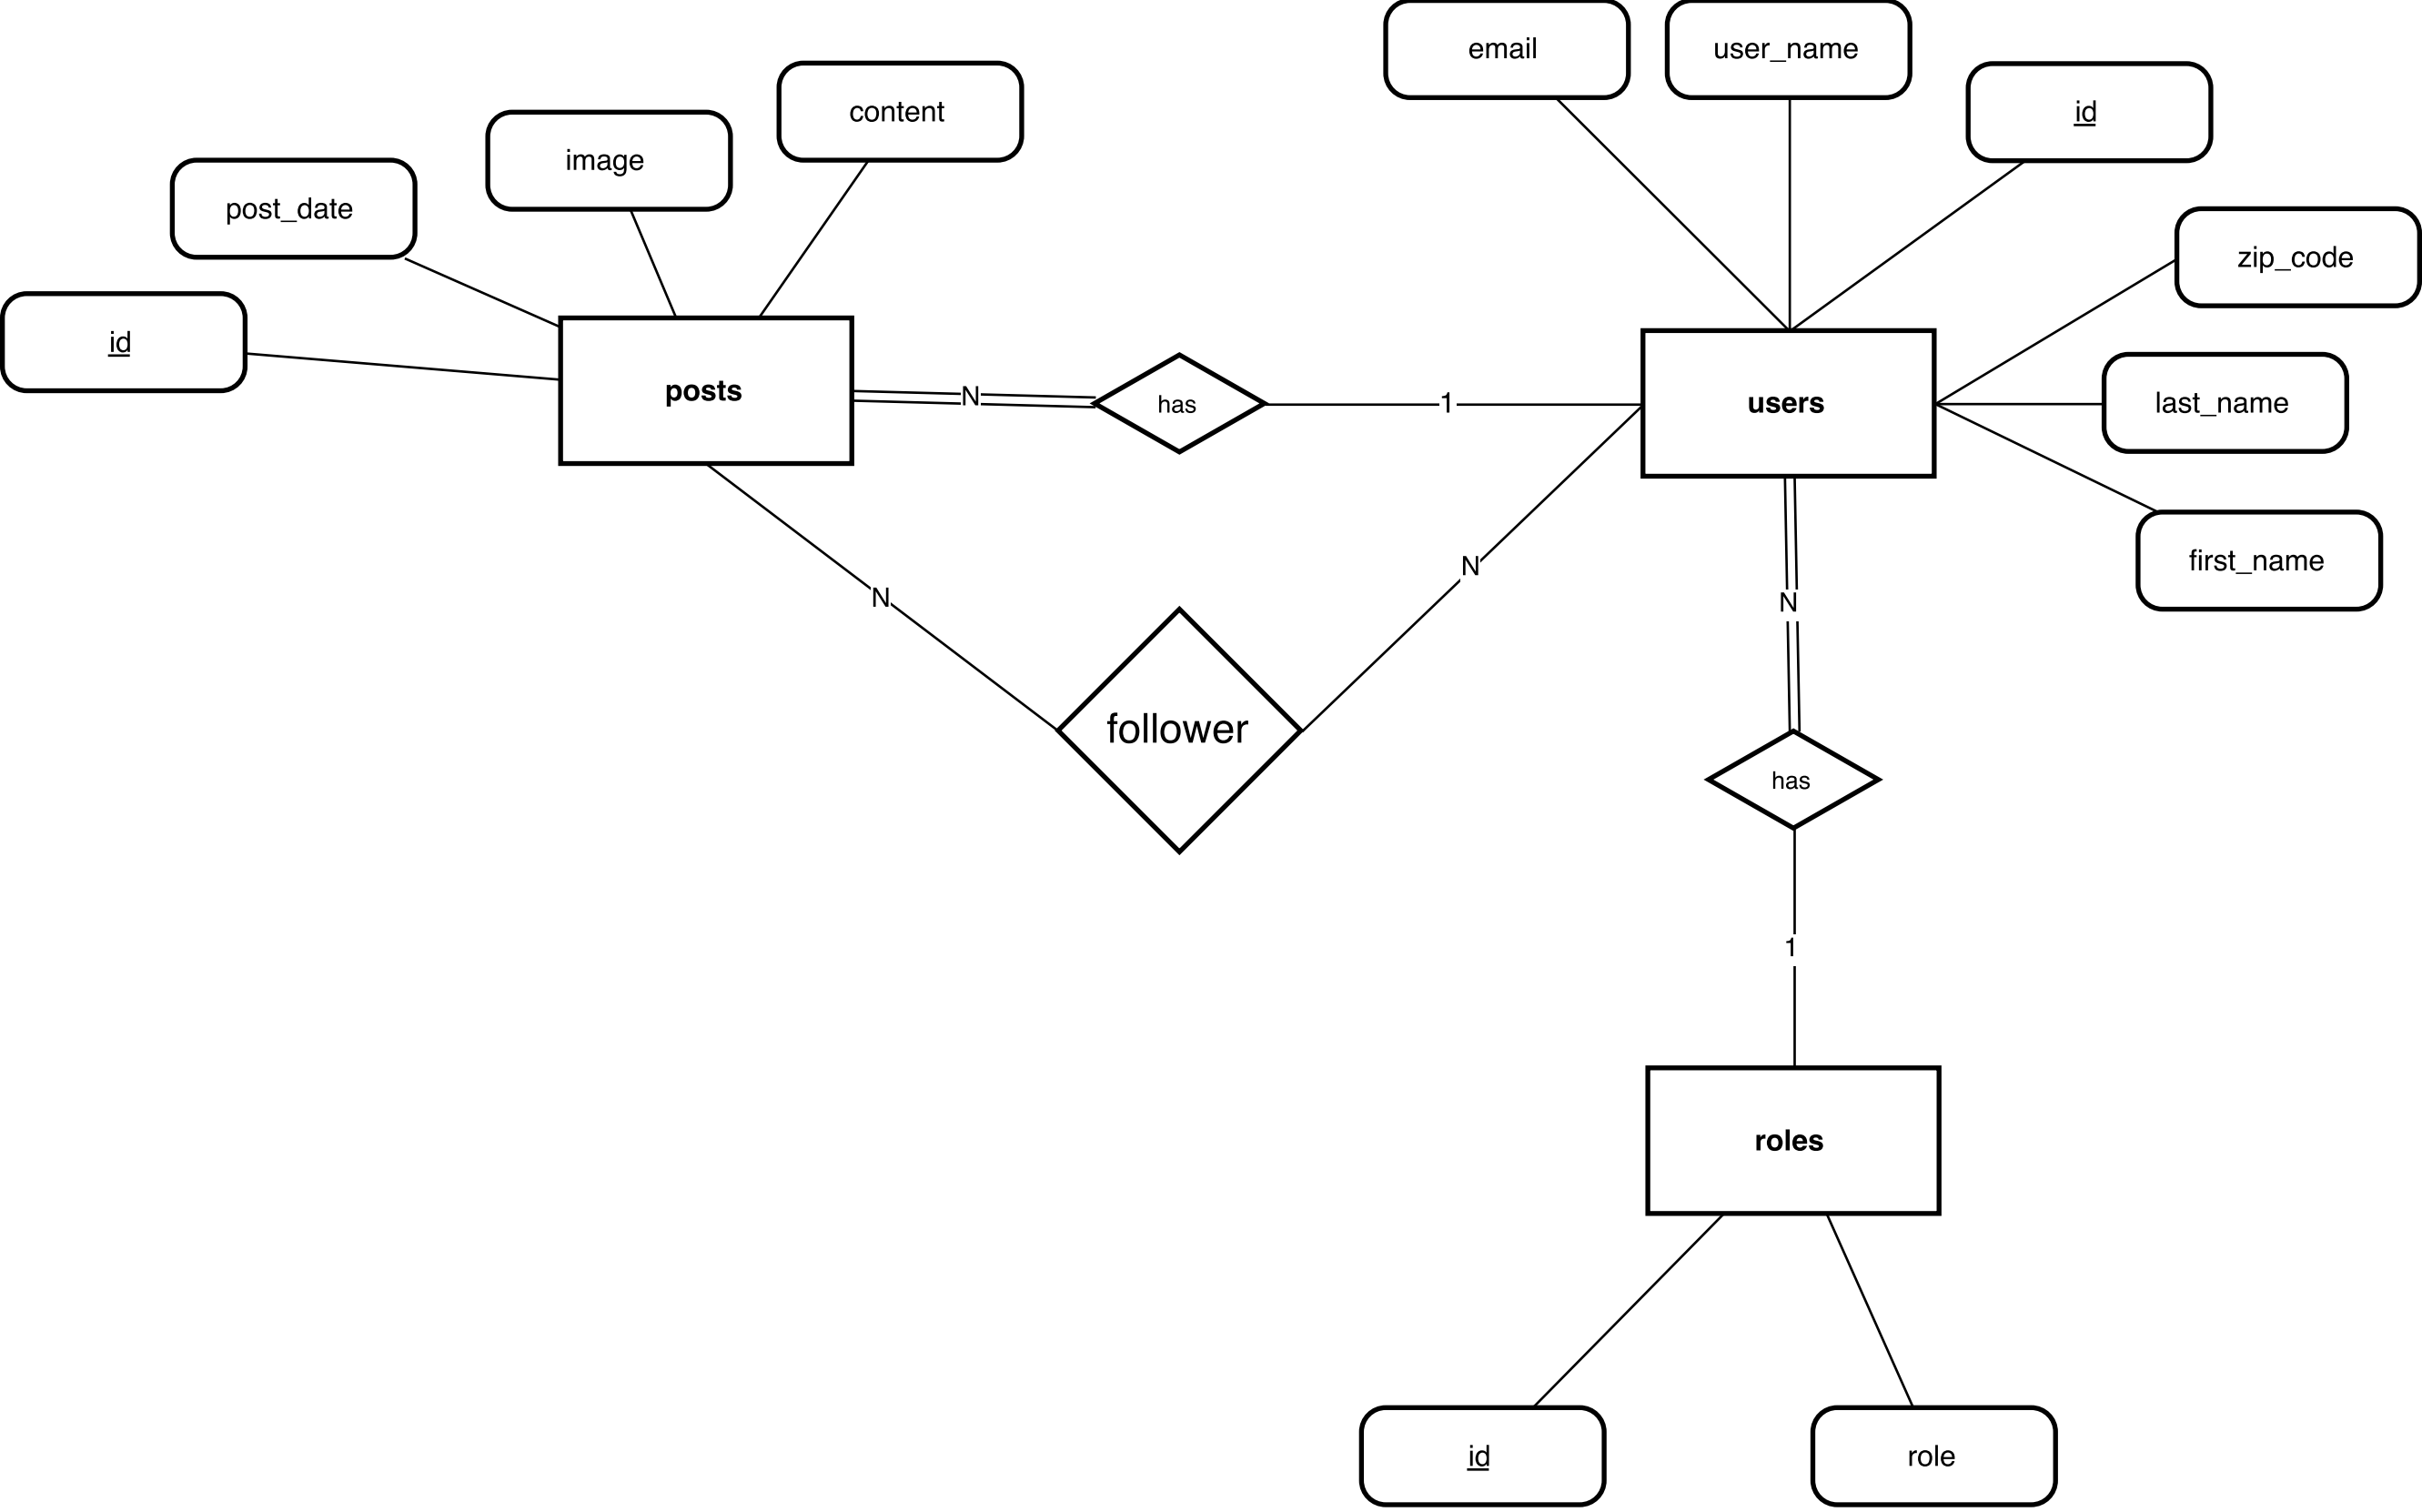 email
user_name
id
content
image
post_date
zip_code
id
posts
N
has
1
users
last_name
first_name
N
N
N
follower
has
1
roles
id
role